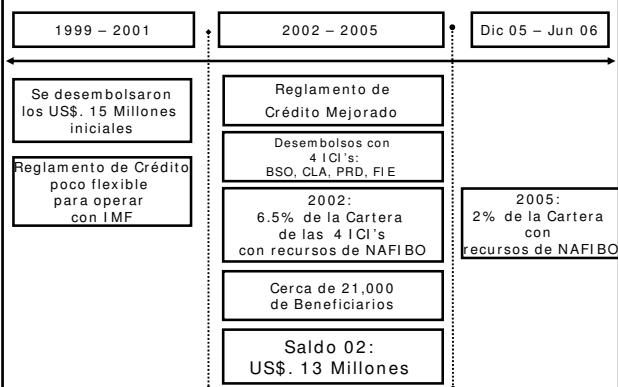 1999 – 2001
2002 – 2005
Dic 05 – Jun 06
Se desembolsaron
los US$. 15 Millones
iniciales
Reglamento de Crédito
poco flexible
para operar
con IMF
Reglamento de
Crédito Mejorado
Desembolsos con
4 ICI's:
BSO, CLA, PRD, FIE
2002:
6.5% de la Cartera
de las 4 ICI's
con recursos de NAFIBO
Cerca de 21,000
de Beneficiarios
Saldo 02:
US$. 13 Millones
2005:
2% de la Cartera
con
recursos de NAFIBO